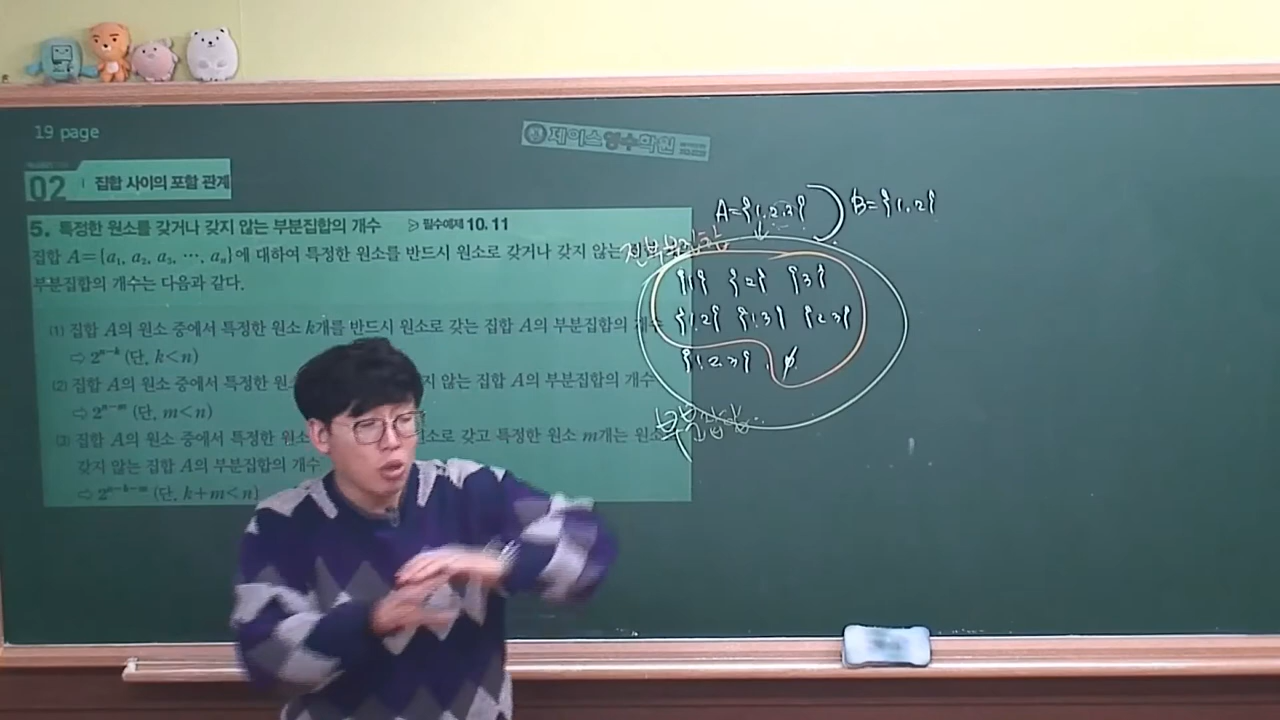 19 page
제이스영수학원
02 집합 사이의 포함 관계
5. 특정한 원소를 갖거나 갖지 않는 부분집합의 개수 필수예제 10, 11
집합 A={a₁, a₂, a₃, ⋯, aₙ}에 대하여 특정한 원소를 반드시 원소로 갖거나 갖지 않는
부분집합의 개수는 다음과 같다.
(1) 집합 A의 원소 중에서 특정한 원소 k개를 반드시 원소로 갖는 집합 A의 부분집합의 개수
⇨ 2ⁿ⁻ᵏ (단, k<n)
(2) 집합 A의 원소 중에서 특정한 원소 지 않는 집합 A의 부분집합의 개수
⇨ 2ⁿ⁻ᵐ (단, m<n)
(3) 집합 A의 원소 중에서 특정한 원소 소로 갖고 특정한 원소 m개는 원소
갖지 않는 집합 A의 부분집합의 개수
⇨ 2ⁿ⁻ᵏ⁻ᵐ (단, k+m<n)
A={1,2,3} B={1,2}
진부분집합
{1} {2} {3}
{1,2} {1,3} {2,3}
{1,2,3}, ∅
부분집합